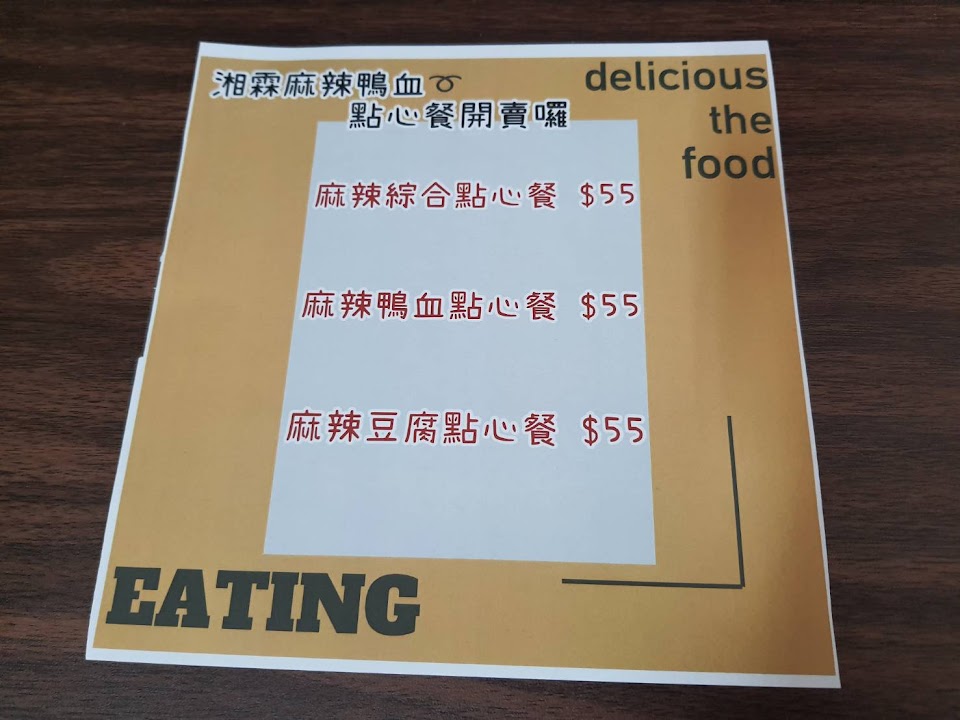 湘霖麻辣鴨血
點心餐開賣囉
delicious
the
food
麻辣綜合點心餐 $55
麻辣鴨血點心餐 $55
麻辣豆腐點心餐 $55
EATING